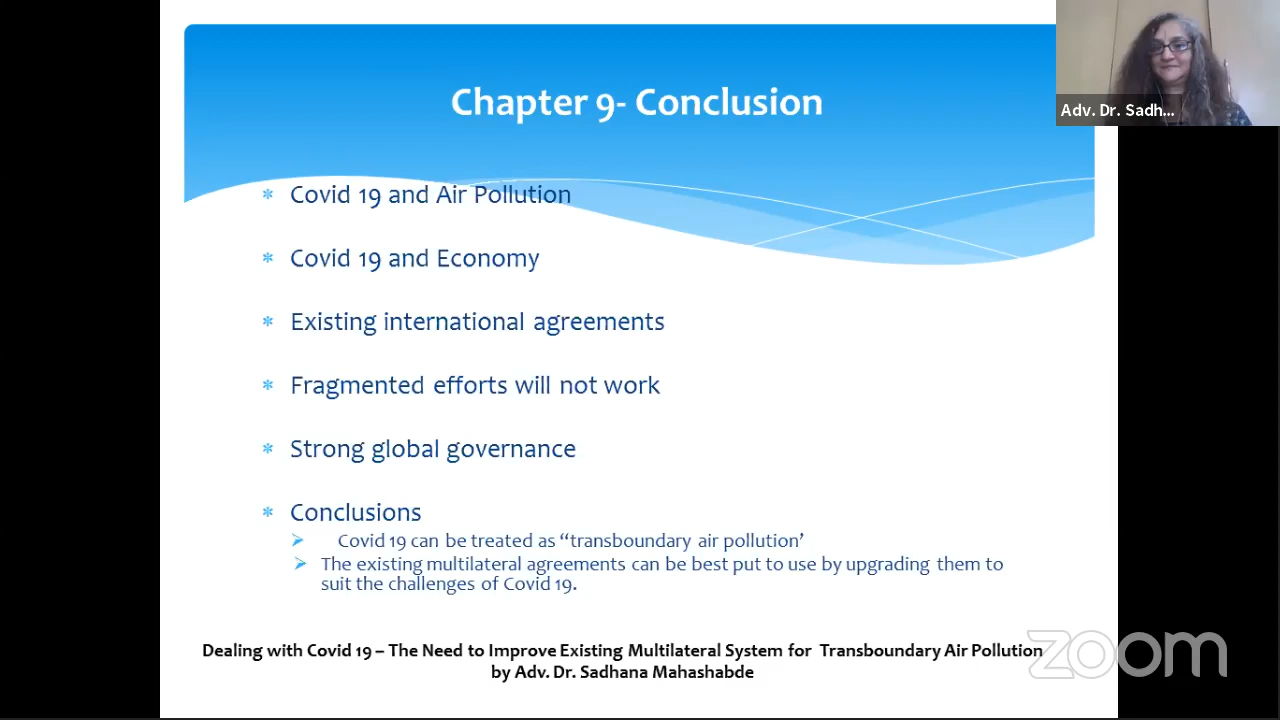 Chapter 9- Conclusion
Adv. Dr. Sadh...
* Covid 19 and Air Pollution
* Covid 19 and Economy
* Existing international agreements
* Fragmented efforts will not work
* Strong global governance
* Conclusions
➢ Covid 19 can be treated as “transboundary air pollution’
➢ The existing multilateral agreements can be best put to use by upgrading them to
suit the challenges of Covid 19.
Dealing with Covid 19 – The Need to Improve Existing Multilateral System for Transboundary Air Pollution
by Adv. Dr. Sadhana Mahashabde
zoom